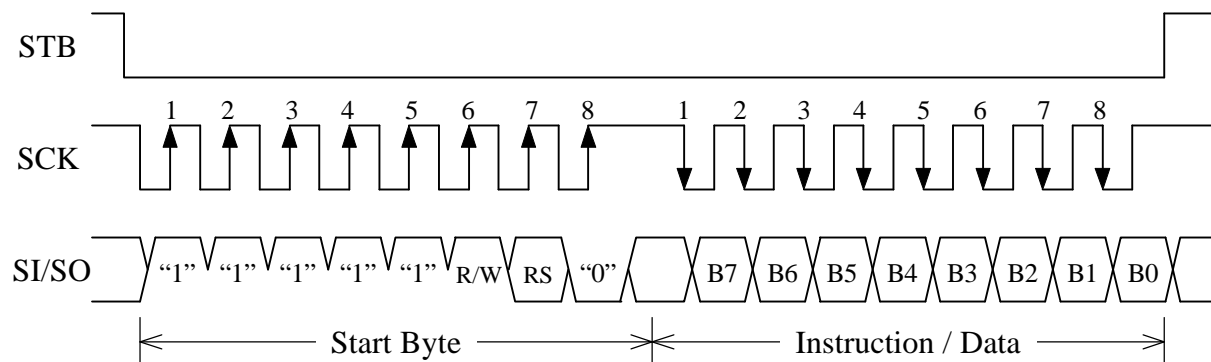 STB
1 2 3 4 5 6 7 8 1 2 3 4 5 6 7 8
SCK
SI/SO “1” “1” “1” “1” “1” R/W RS “0” B7 B6 B5 B4 B3 B2 B1 B0
Start Byte Instruction / Data